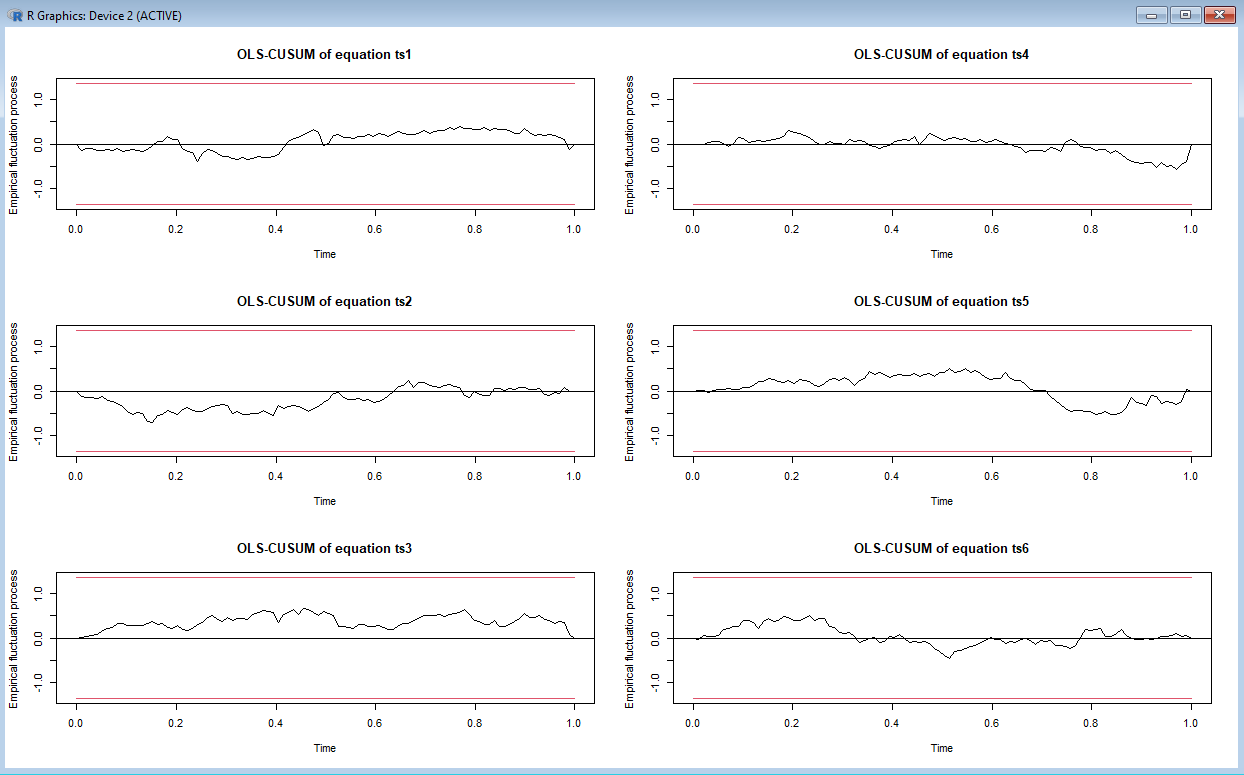 R Graphics: Device 2 (ACTIVE)
OLS-CUSUM of equation ts1
Empirical fluctuation process
1.0
0.0
-1.0
0.0 0.2 0.4 0.6 0.8 1.0
Time
OLS-CUSUM of equation ts4
Empirical fluctuation process
1.0
0.0
-1.0
0.0 0.2 0.4 0.6 0.8 1.0
Time
OLS-CUSUM of equation ts2
Empirical fluctuation process
1.0
0.0
-1.0
0.0 0.2 0.4 0.6 0.8 1.0
Time
OLS-CUSUM of equation ts5
Empirical fluctuation process
1.0
0.0
-1.0
0.0 0.2 0.4 0.6 0.8 1.0
Time
OLS-CUSUM of equation ts3
Empirical fluctuation process
1.0
0.0
-1.0
0.0 0.2 0.4 0.6 0.8 1.0
Time
OLS-CUSUM of equation ts6
Empirical fluctuation process
1.0
0.0
-1.0
0.0 0.2 0.4 0.6 0.8 1.0
Time